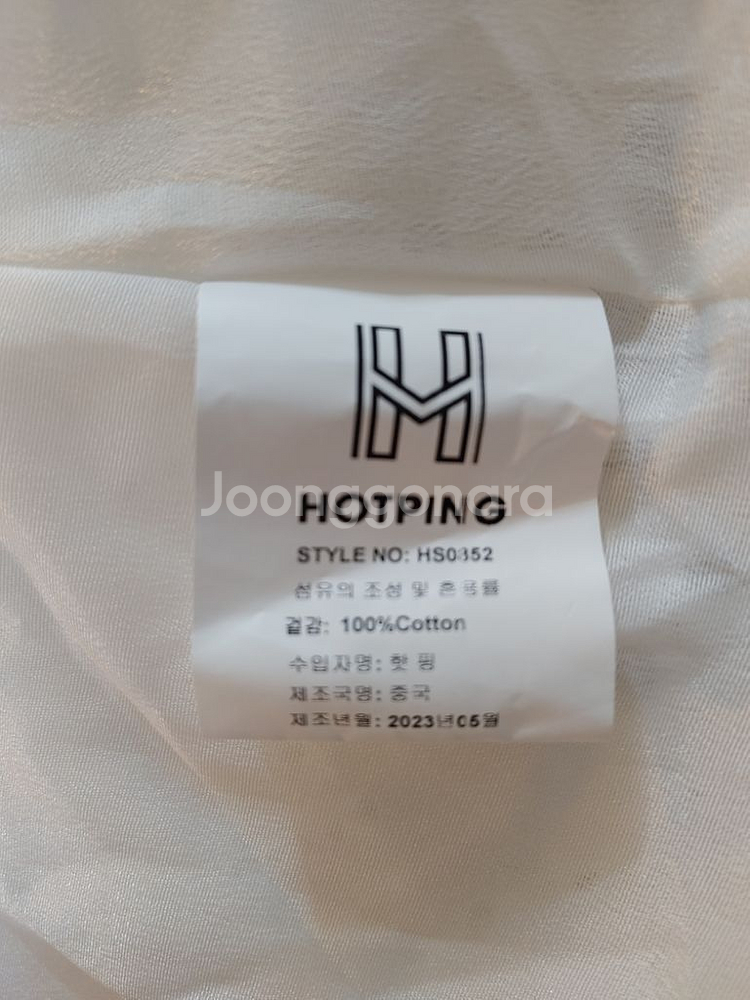 H
HOTPING
Joonggongra
STYLE NO: HS0352
섬유의 조성 및 혼용률
겉감: 100%Cotton
수입자명: 핫 핑
제조국명: 중국
제조년월: 2023년05월